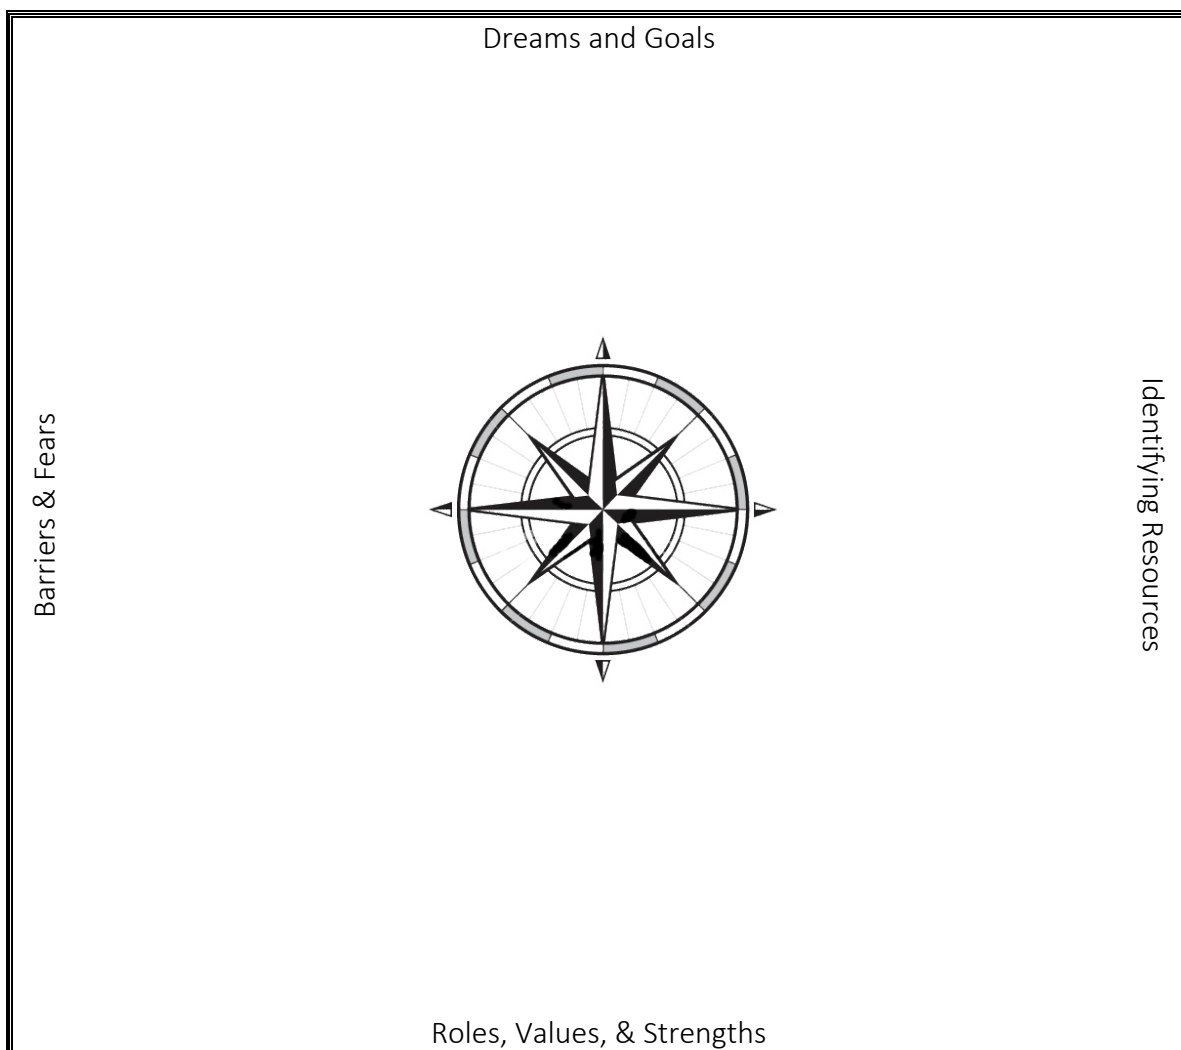 Dreams and Goals
Barriers & Fears
Identifying Resources
Roles, Values, & Strengths